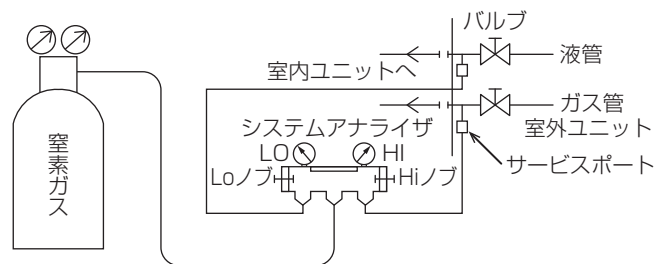 バルブ
液管
室内ユニットへ
ガス管
室外ユニット
システムアナライザ
LO
HI
サービスポート
Loノブ
Hiノブ
窒素ガス